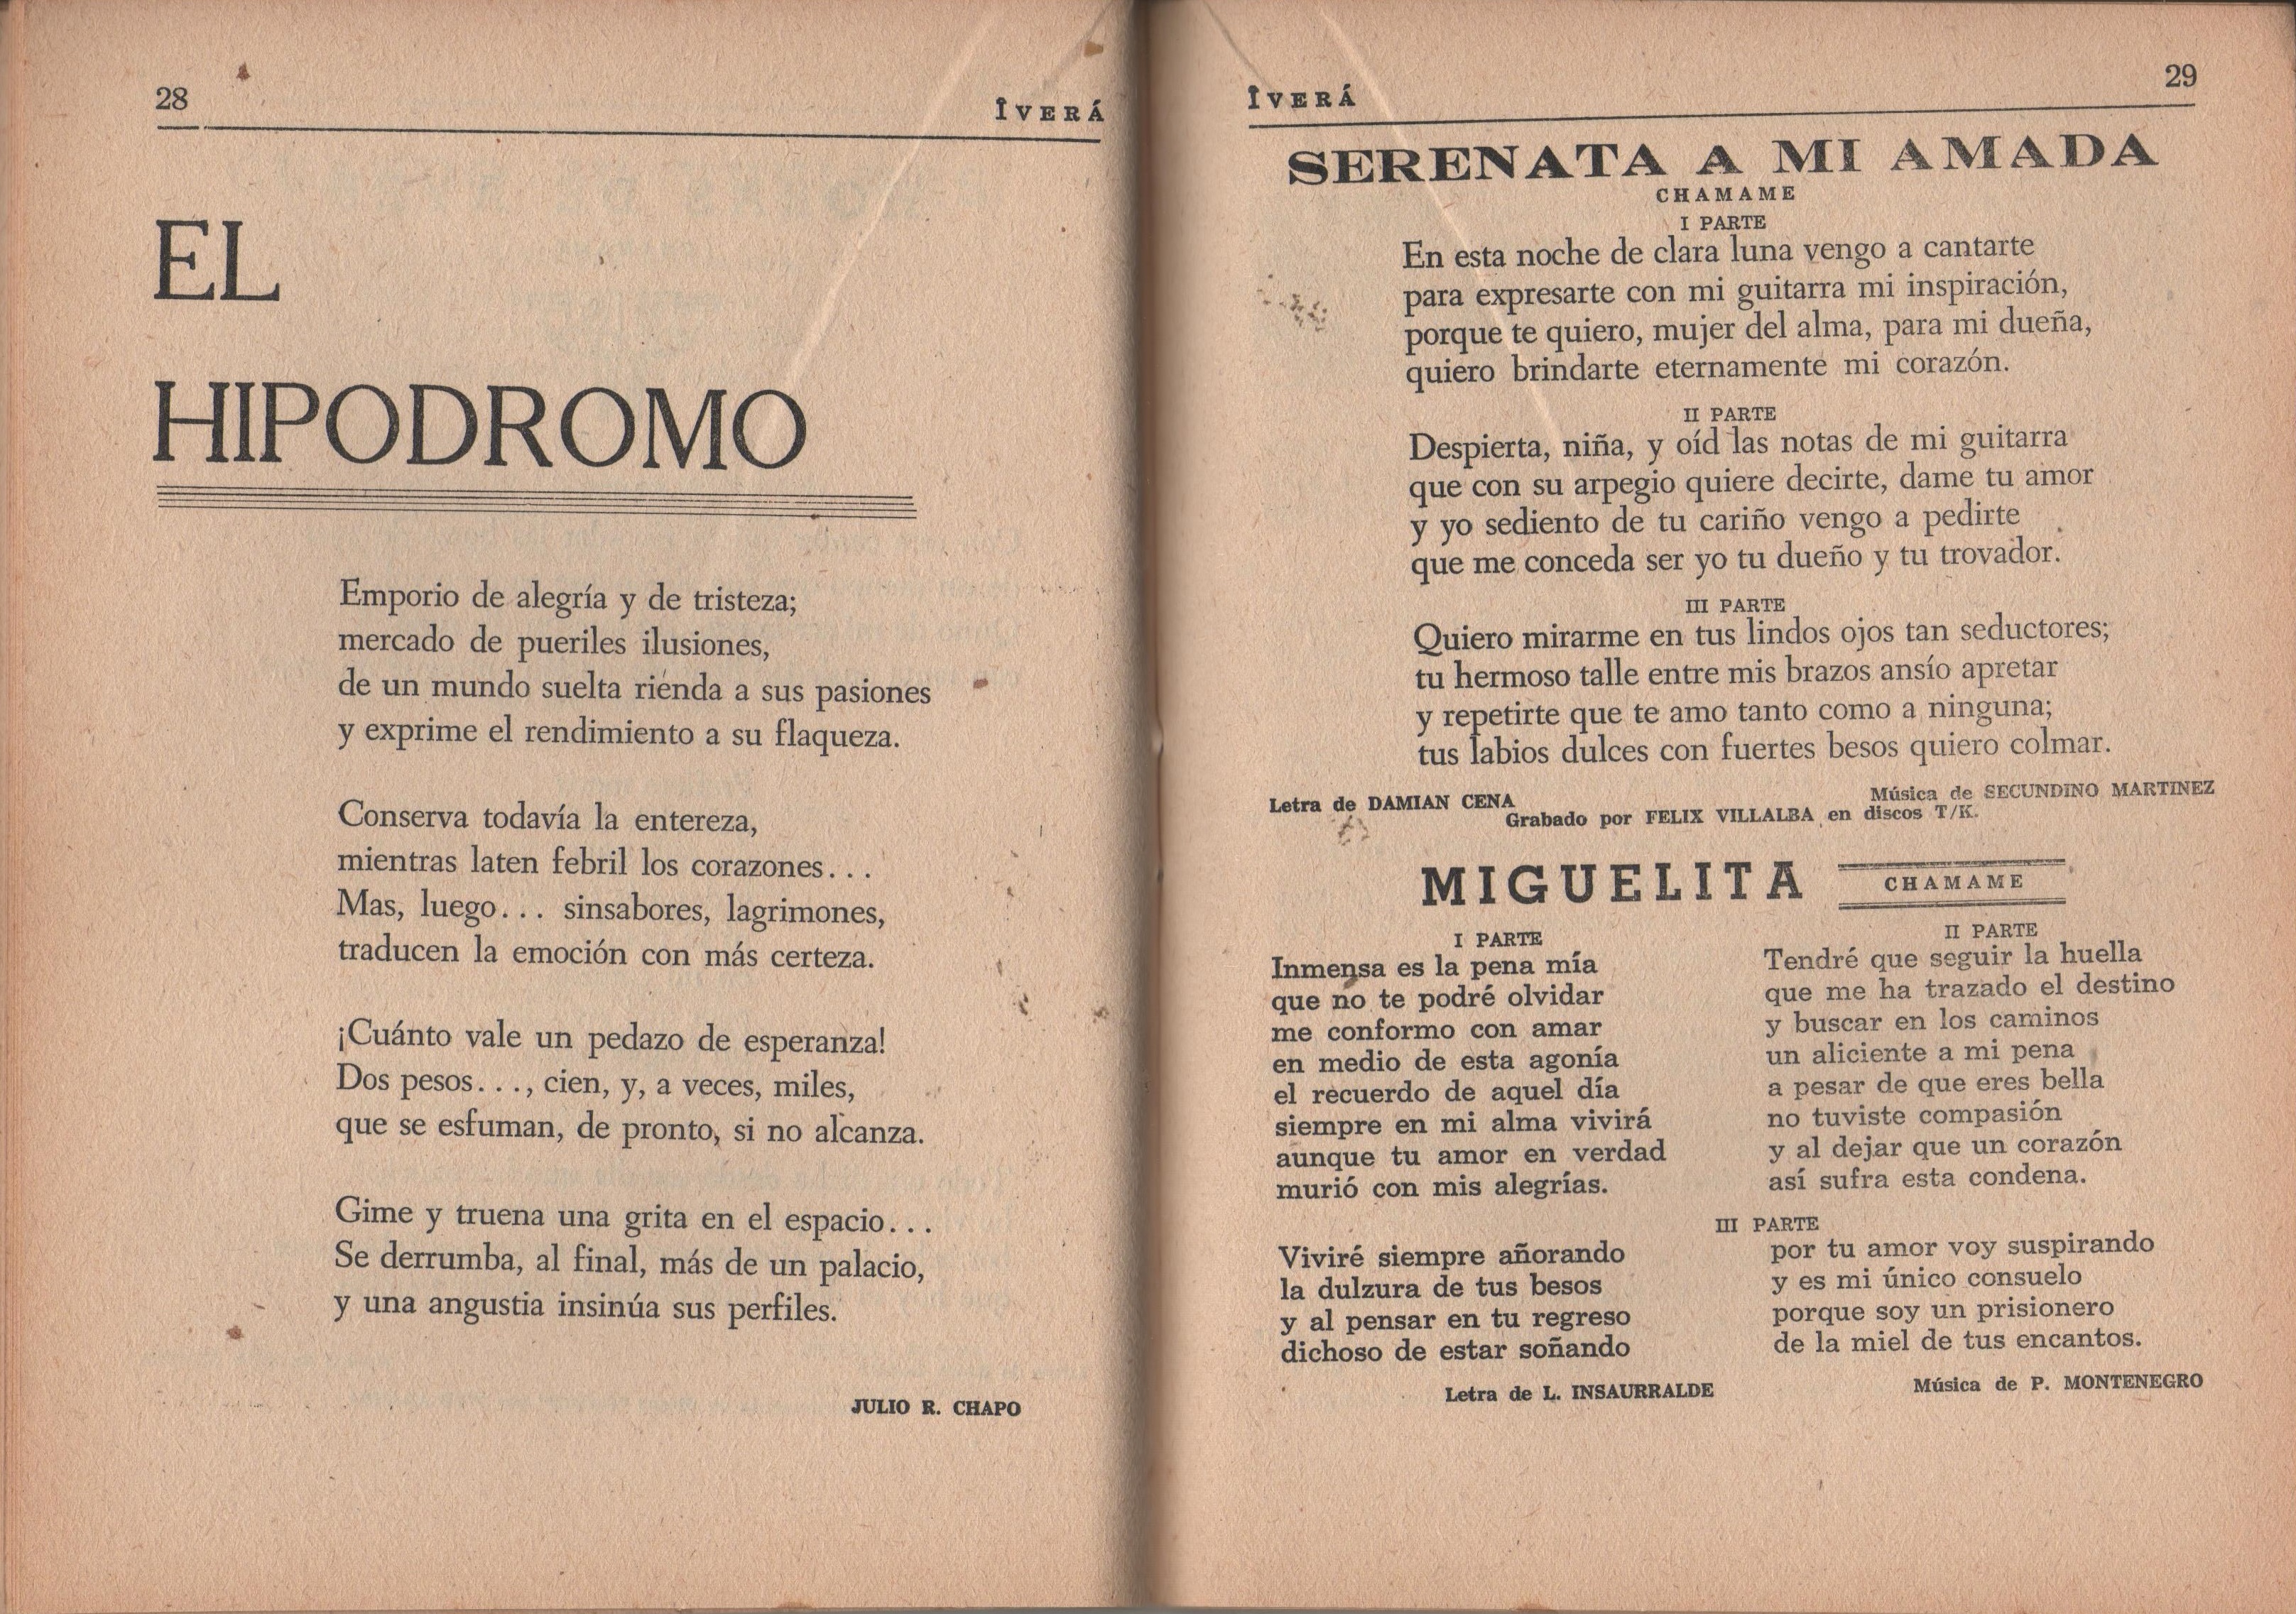 28
ÎVERÁ
EL
HIPODROMO
Emporio de alegría y de tristeza;
mercado de pueriles ilusiones,
de un mundo suelta rienda a sus pasiones
y exprime el rendimiento a su flaqueza.
Conserva todavía la entereza,
mientras laten febril los corazones...
Mas, luego... sinsabores, lagrimones,
traducen la emoción con más certeza.
¡Cuánto vale un pedazo de esperanza!
Dos pesos..., cien, y, a veces, miles,
que se esfuman, de pronto, si no alcanza.
Gime y truena una grita en el espacio...
Se derrumba, al final, más de un palacio,
y una angustia insinúa sus perfiles.
JULIO R. CHAPO
ÎVERÁ
29
SERENATA A MI AMADA
CHAMAME
I PARTE
En esta noche de clara luna vengo a cantarte
para expresarte con mi guitarra mi inspiración,
porque te quiero, mujer del alma, para mi dueña,
quiero brindarte eternamente mi corazón.
II PARTE
Despierta, niña, y oíd las notas de mi guitarra
que con su arpegio quiere decirte, dame tu amor
y yo sediento de tu cariño vengo a pedirte
que me conceda ser yo tu dueño y tu trovador.
III PARTE
Quiero mirarme en tus lindos ojos tan seductores;
tu hermoso talle entre mis brazos ansío apretar
y repetirte que te amo tanto como a ninguna;
tus labios dulces con fuertes besos quiero colmar.
Letra de DAMIAN CENA
Música de SECUNDINO MARTINEZ
Grabado por FELIX VILLALBA en discos T/K.
MIGUELITA
CHAMAME
I PARTE
Inmensa es la pena mía
que no te podré olvidar
me conformo con amar
en medio de esta agonía
el recuerdo de aquel día
siempre en mi alma vivirá
aunque tu amor en verdad
murió con mis alegrías.
II PARTE
Tendré que seguir la huella
que me ha trazado el destino
y buscar en los caminos
un aliciente a mi pena
a pesar de que eres bella
no tuviste compasión
y al dejar que un corazón
así sufra esta condena.
III PARTE
Viviré siempre añorando
la dulzura de tus besos
y al pensar en tu regreso
dichoso de estar soñando
por tu amor voy suspirando
y es mi único consuelo
porque soy un prisionero
de la miel de tus encantos.
Letra de L. INSAURRALDE
Música de P. MONTENEGRO